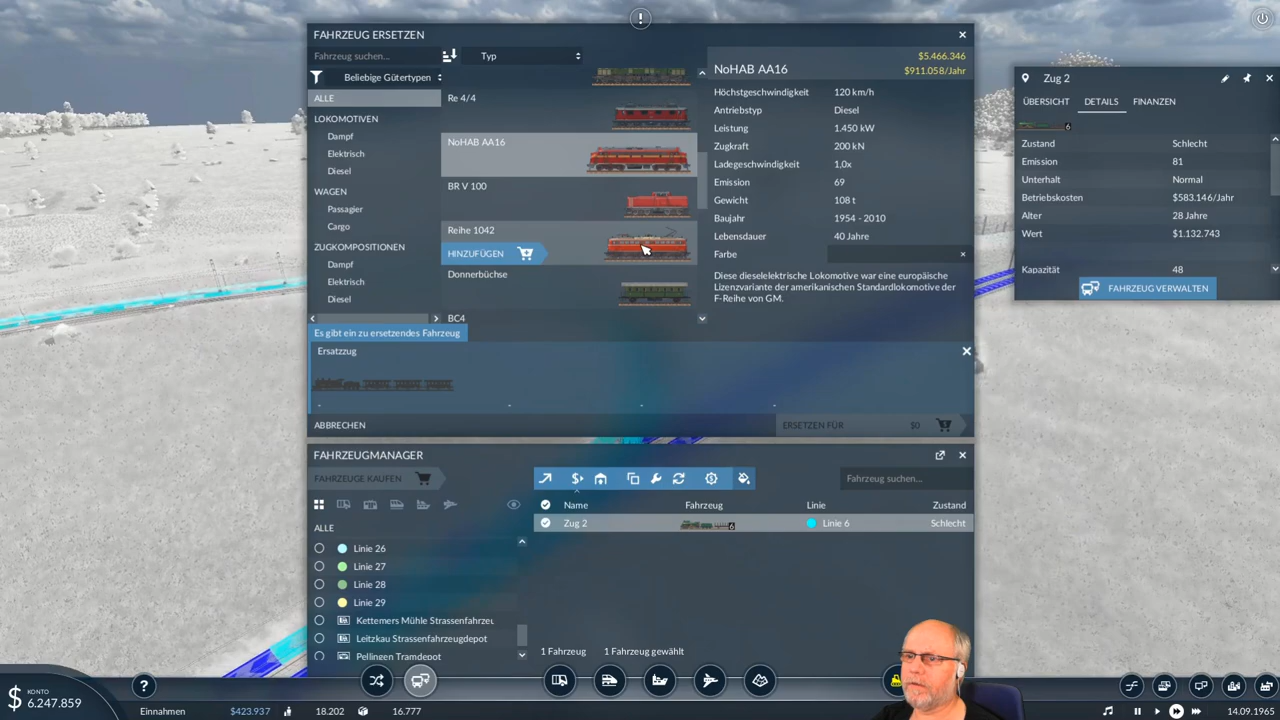 FAHRZEUG ERSETZEN
Fahrzeug suchen...
Typ
Beliebige Gütertypen
ALLE
LOKOMOTIVEN
Dampf
Elektrisch
Diesel
WAGEN
Passagier
Cargo
ZUGKOMPOSITIONEN
Dampf
Elektrisch
Diesel
Re 4/4
NoHAB AA16
BR V 100
Reihe 1042
HINZUFÜGEN
Donnerbüchse
BC4
$5.466.346
NoHAB AA16
$911.058/Jahr
Höchstgeschwindigkeit 120 km/h
Antriebstyp Diesel
Leistung 1.450 kW
Zugkraft 200 kN
Ladegeschwindigkeit 1,0x
Emission 69
Gewicht 108 t
Baujahr 1954 - 2010
Lebensdauer 40 Jahre
Farbe
Diese dieselelektrische Lokomotive war eine europäische
Lizenzvariante der amerikanischen Standardlokomotive der
F-Reihe von GM.
Es gibt ein zu ersetzendes Fahrzeug
Ersatzzug
- - - -
ABBRECHEN
ERSETZEN FÜR $0
Zug 2
ÜBERSICHT DETAILS FINANZEN
6
Zustand Schlecht
Emission 81
Unterhalt Normal
Betriebskosten $583.146/Jahr
Alter 28 Jahre
Wert $1.132.743
Kapazität 48
FAHRZEUG VERWALTEN
FAHRZEUGMANAGER
FAHRZEUGE KAUFEN
Fahrzeug suchen...
ALLE
Linie 26
Linie 27
Linie 28
Linie 29
Kettemers Mühle Strassenfahrzeu
Leitzkau Strassenfahrzeugdepot
Pellingen Tramdepot
Name Fahrzeug Linie Zustand
Zug 2 6 Linie 6 Schlecht
1 Fahrzeug 1 Fahrzeug gewählt
$ KONTO
6.247.859
?
Einnahmen $423.937 18.202 16.777
14.09.1965